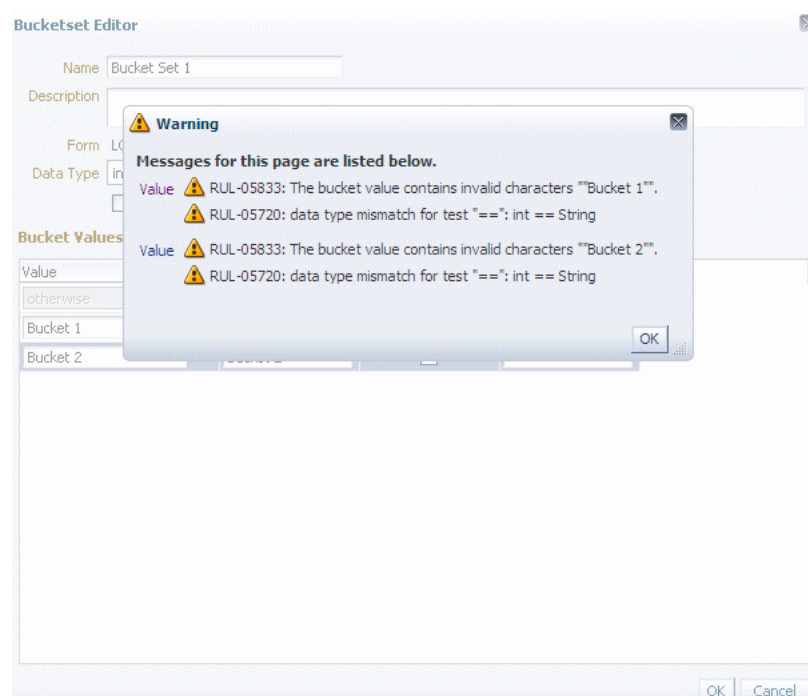 Bucketset Editor
Name Bucket Set 1
Description
Warning
Form
Messages for this page are listed below.
Data Type
Value RUL-05833: The bucket value contains invalid characters ""Bucket 1"".
RUL-05720: data type mismatch for test "==": int == String
Bucket Values
Value RUL-05833: The bucket value contains invalid characters ""Bucket 2"".
Value
RUL-05720: data type mismatch for test "==": int == String
otherwise
Bucket 1
OK
Bucket 2
OK Cancel